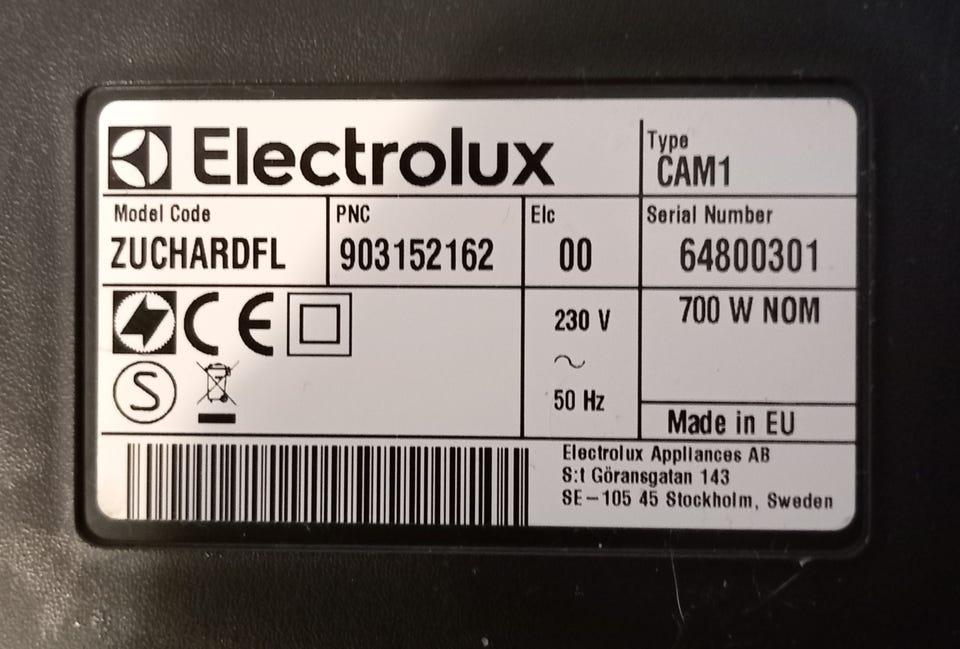 Electrolux
Type
CAM1
Model Code
ZUCHARDFL
PNC
903152162
Elc
00
Serial Number
64800301
CE
S
230 V
~
50 Hz
700 W NOM
Made in EU
Electrolux Appliances AB
S:t Göransgatan 143
SE-105 45 Stockholm, Sweden